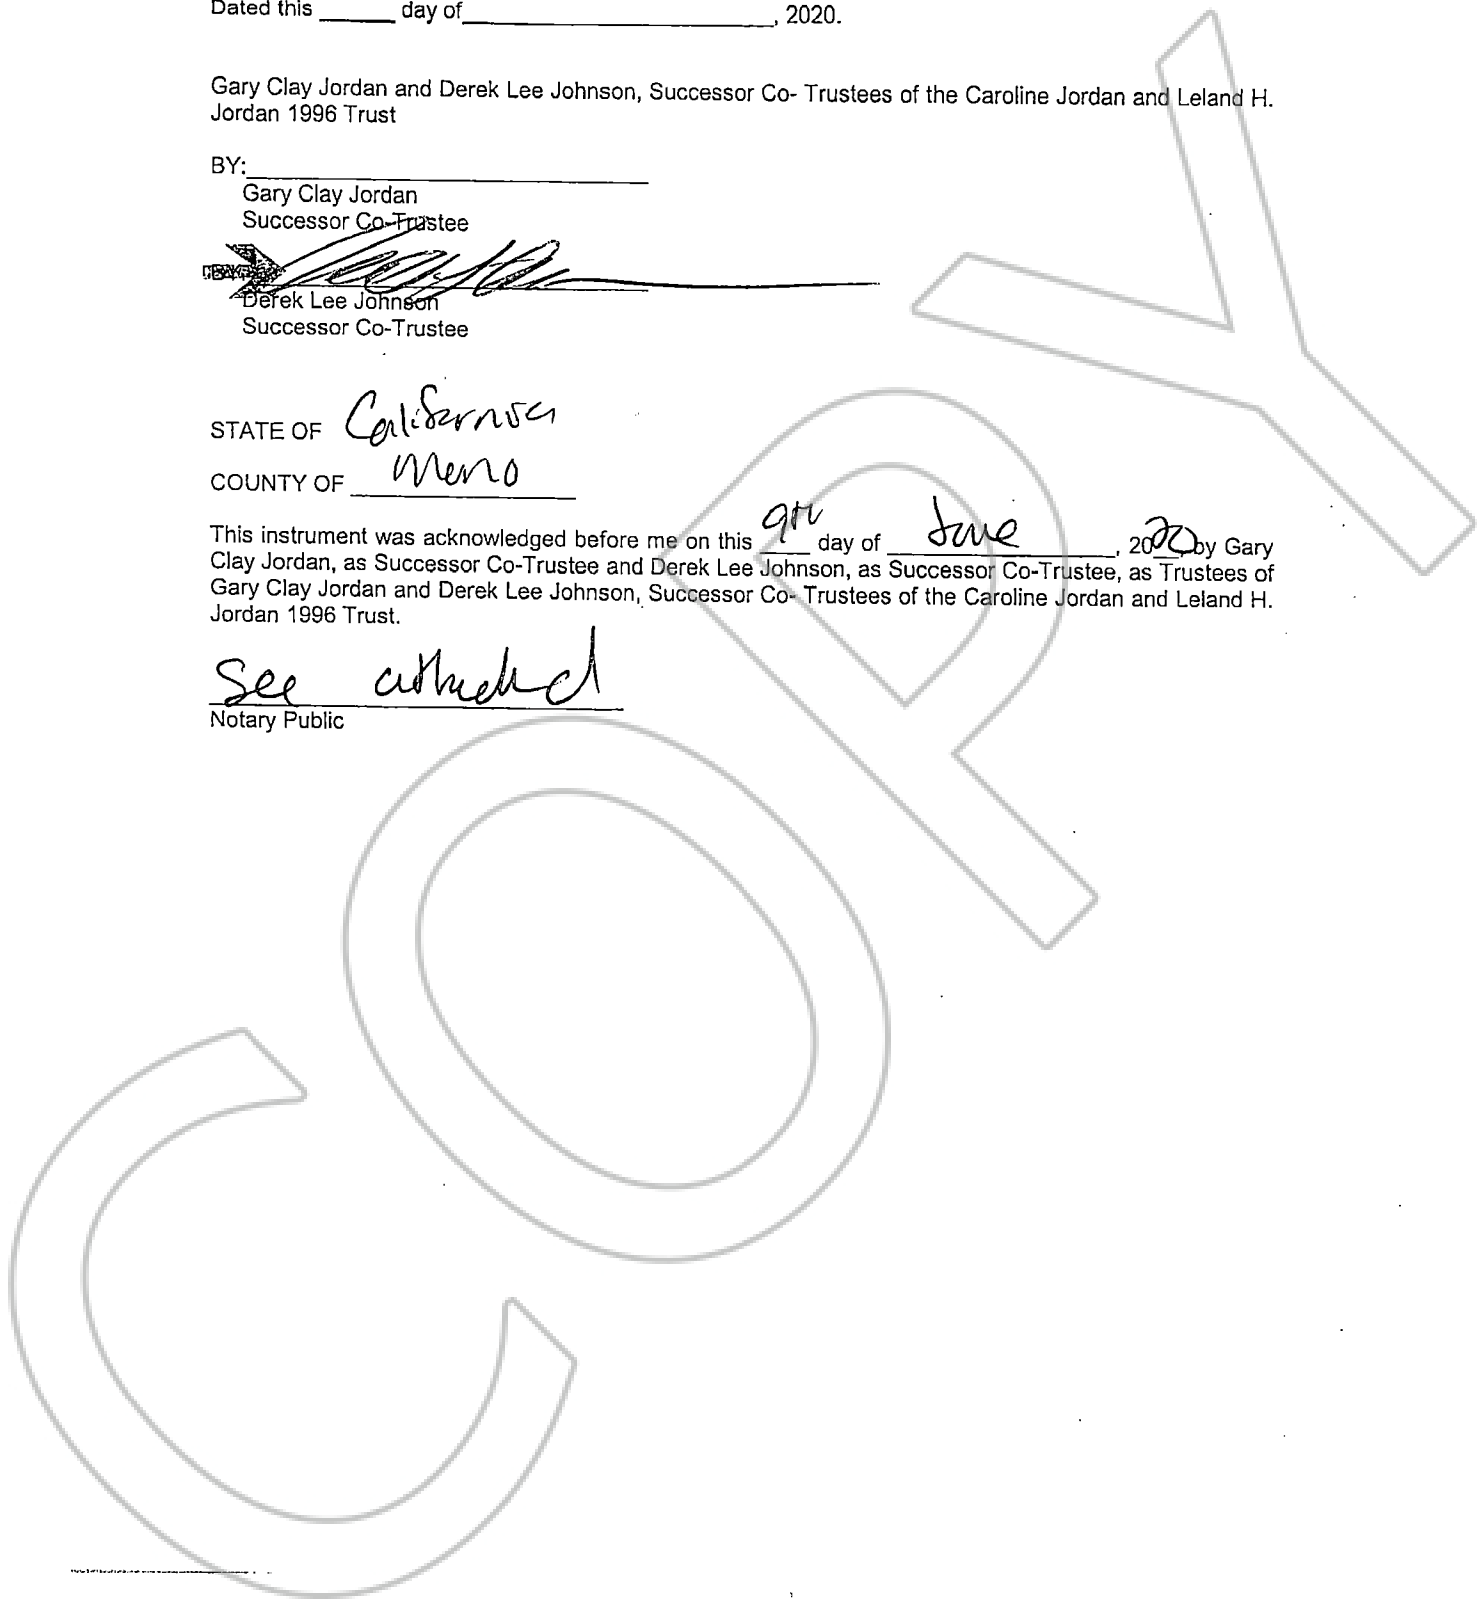 Dated this ______ day of ______________, 2020.
Gary Clay Jordan and Derek Lee Johnson, Successor Co- Trustees of the Caroline Jordan and Leland H.
Jordan 1996 Trust
BY:
Gary Clay Jordan
Successor Co-Trustee
Derek Lee Johnson
Successor Co-Trustee
STATE OF California
COUNTY OF
This instrument was acknowledged before me on this 9th day of June, 2020 by Gary
Clay Jordan, as Successor Co-Trustee and Derek Lee Johnson, as Successor Co-Trustee, as Trustees of
Gary Clay Jordan and Derek Lee Johnson, Successor Co- Trustees of the Caroline Jordan and Leland H.
Jordan 1996 Trust.
See attached
Notary Public
COPY